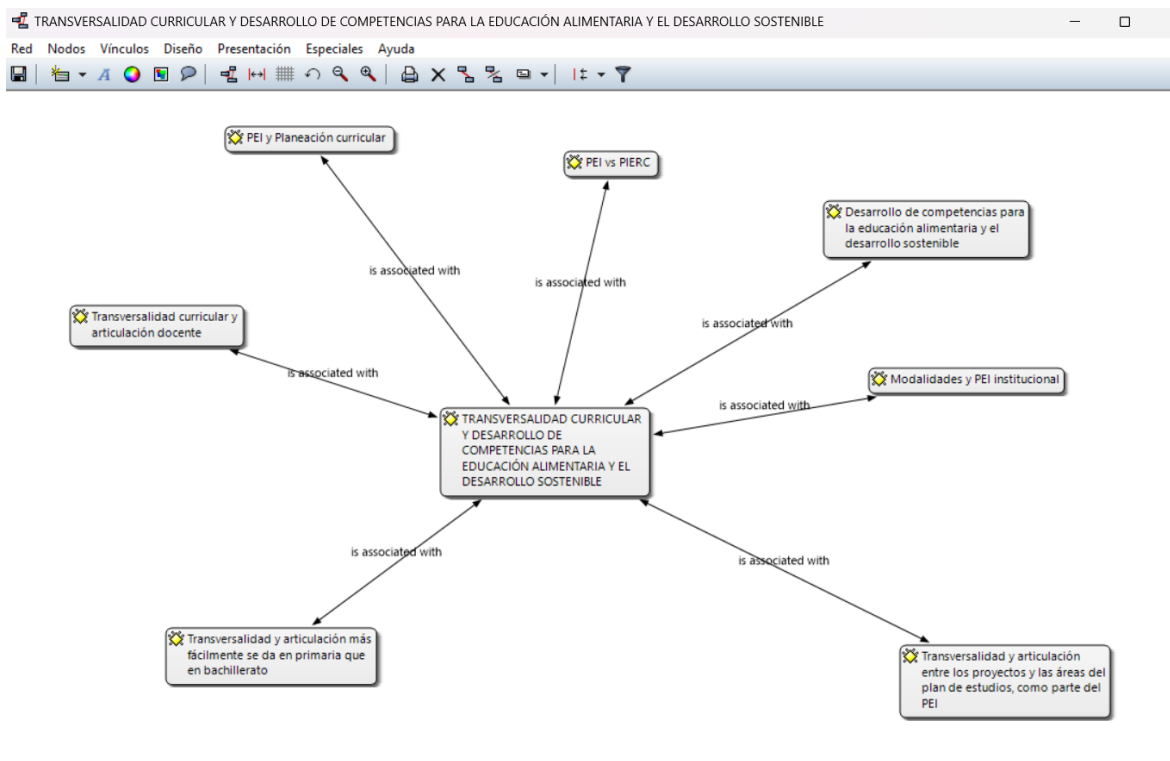 TRANSVERSALIDAD CURRICULAR Y DESARROLLO DE COMPETENCIAS PARA LA EDUCACIÓN ALIMENTARIA Y EL DESARROLLO SOSTENIBLE
Red Nodos Vínculos Diseño Presentación Especiales Ayuda
PEI y Planeación curricular
PEI vs PIERC
Desarrollo de competencias para
la educación alimentaria y el
desarrollo sostenible
is associated with
is associated with
Transversalidad curricular y
articulación docente
is associated with
is associated with
Modalidades y PEI institucional
is associated with
TRANSVERSALIDAD CURRICULAR
Y DESARROLLO DE
COMPETENCIAS PARA LA
EDUCACIÓN ALIMENTARIA Y EL
DESARROLLO SOSTENIBLE
is associated with
is associated with
Transversalidad y articulación más
fácilmente se da en primaria que
en bachillerato
Transversalidad y articulación
entre los proyectos y las áreas del
plan de estudios, como parte del
PEI